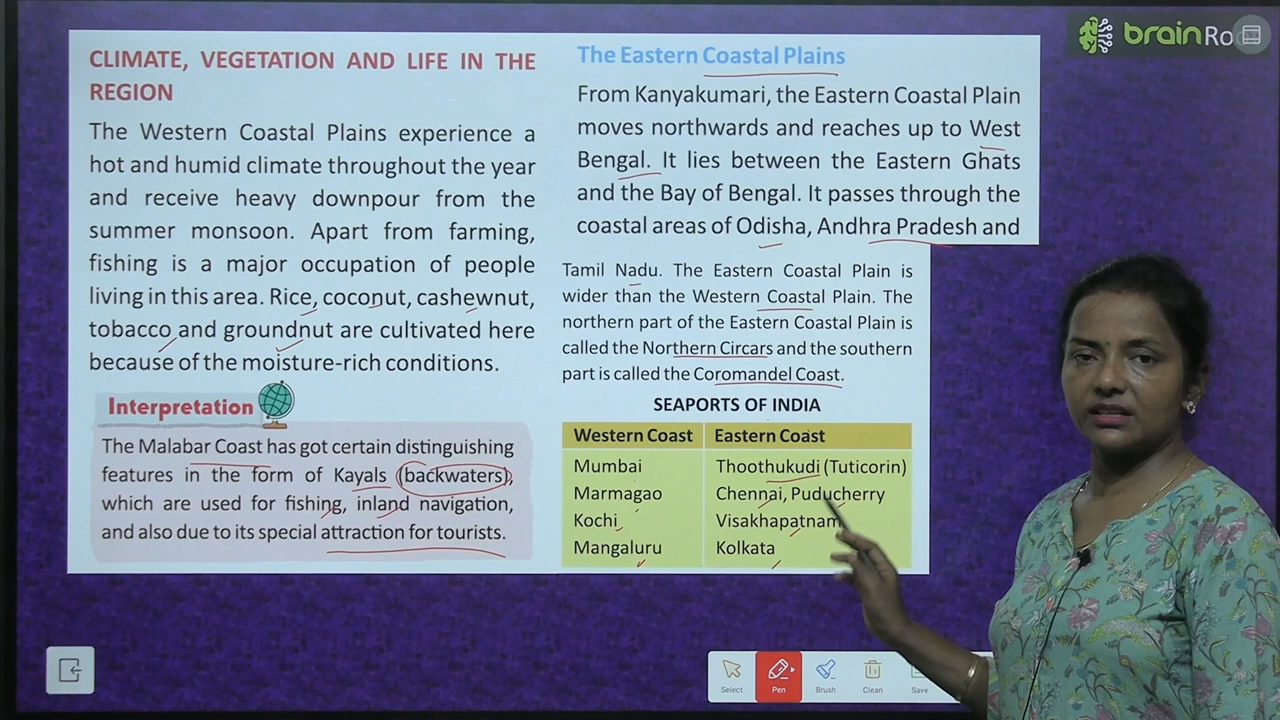 CLIMATE, VEGETATION AND LIFE IN THE
REGION
The Western Coastal Plains experience a
hot and humid climate throughout the year
and receive heavy downpour from the
summer monsoon. Apart from farming,
fishing is a major occupation of people
living in this area. Rice, coconut, cashewnut,
tobacco and groundnut are cultivated here
because of the moisture-rich conditions.
Interpretation
The Malabar Coast has got certain distinguishing
features in the form of Kayals (backwaters),
which are used for fishing, inland navigation,
and also due to its special attraction for tourists.
The Eastern Coastal Plains
From Kanyakumari, the Eastern Coastal Plain
moves northwards and reaches up to West
Bengal. It lies between the Eastern Ghats
and the Bay of Bengal. It passes through the
coastal areas of Odisha, Andhra Pradesh and
Tamil Nadu. The Eastern Coastal Plain is
wider than the Western Coastal Plain. The
northern part of the Eastern Coastal Plain is
called the Northern Circars and the southern
part is called the Coromandel Coast.
SEAPORTS OF INDIA
Western Coast Eastern Coast
Mumbai Thoothukudi (Tuticorin)
Marmagao Chennai, Puducherry
Kochi Visakhapatnam
Mangaluru Kolkata
brainRo
Select Pen Brush Clean Save